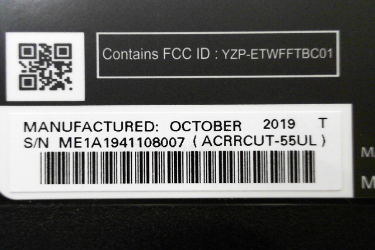 Contains FCC ID : YZP-ETWFFTBC01
MANUFACTURED: OCTOBER 2019 T
S/N ME1A1941108007 ( ACRRCUT-55UL )